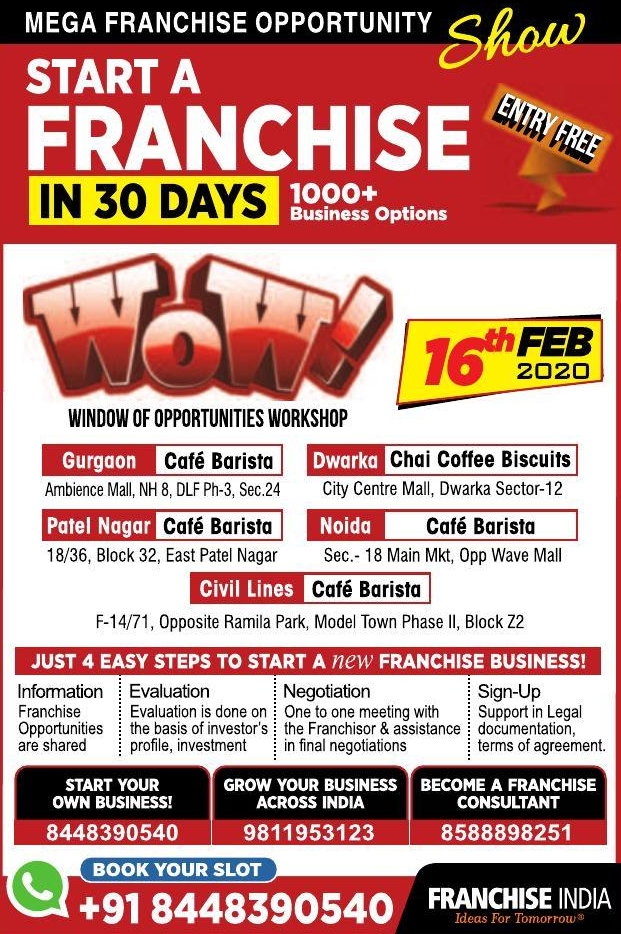 MEGA FRANCHISE OPPORTUNITY Show
START A
FRANCHISE
IN 30 DAYS
1000+
Business Options
ENTRY FREE
WOW!
WINDOW OF OPPORTUNITIES WORKSHOP
16th FEB
2020
Gurgaon Café Barista
Ambience Mall, NH 8, DLF Ph-3, Sec.24
Dwarka Chai Coffee Biscuits
City Centre Mall, Dwarka Sector-12
Patel Nagar Café Barista
18/36, Block 32, East Patel Nagar
Noida Café Barista
Sec.- 18 Main Mkt, Opp Wave Mall
Civil Lines Café Barista
F-14/71, Opposite Ramila Park, Model Town Phase II, Block Z2
JUST 4 EASY STEPS TO START A new FRANCHISE BUSINESS!
Information
Franchise
Opportunities
are shared
Evaluation
Evaluation is done on
the basis of investor's
profile, investment
Negotiation
One to one meeting with
the Franchisor & assistance
in final negotiations
Sign-Up
Support in Legal
documentation,
terms of agreement.
START YOUR
OWN BUSINESS!
8448390540
GROW YOUR BUSINESS
ACROSS INDIA
9811953123
BECOME A FRANCHISE
CONSULTANT
8588898251
BOOK YOUR SLOT
+91 8448390540
FRANCHISE INDIA
Ideas For Tomorrow®